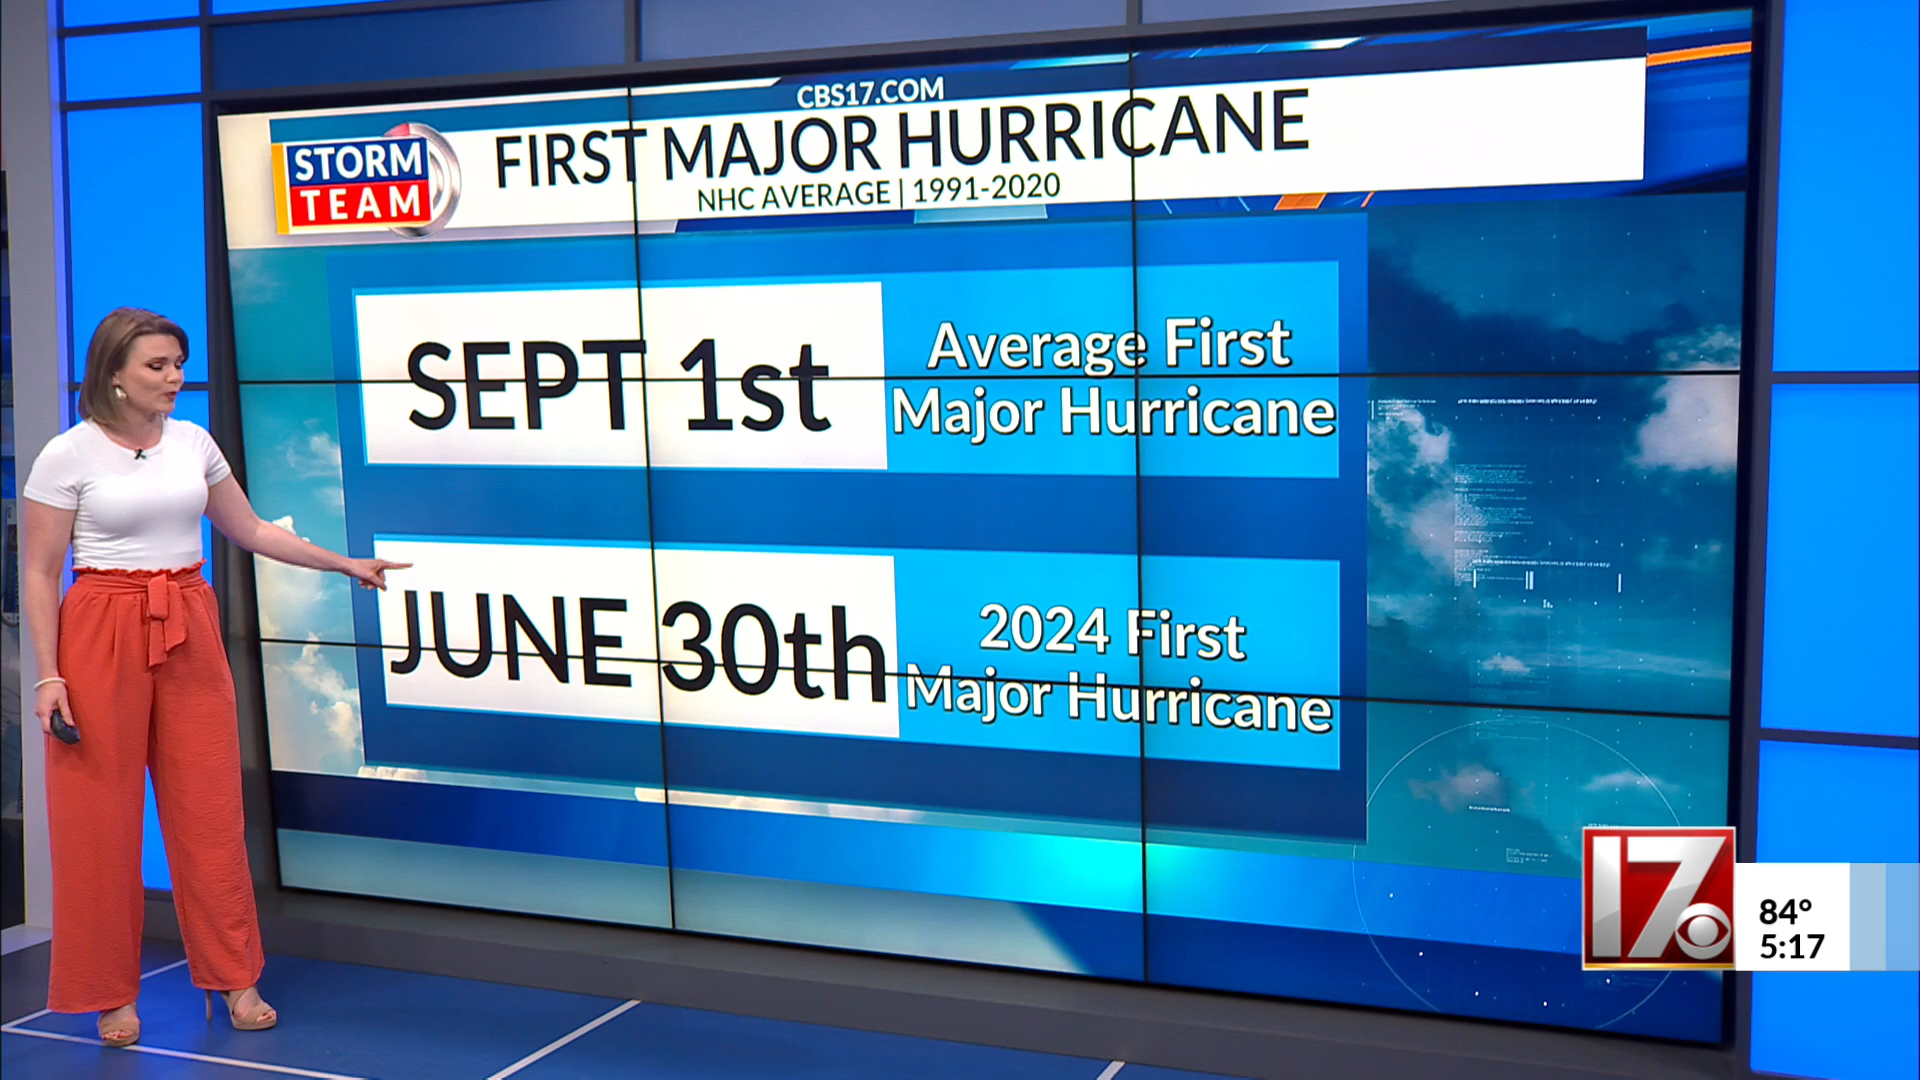 CBS17.COM
STORM
TEAM
FIRST MAJOR HURRICANE
NHC AVERAGE | 1991-2020
SEPT 1st
Average First
Major Hurricane
JUNE 30th
2024 First
Major Hurricane
17
84°
5:17